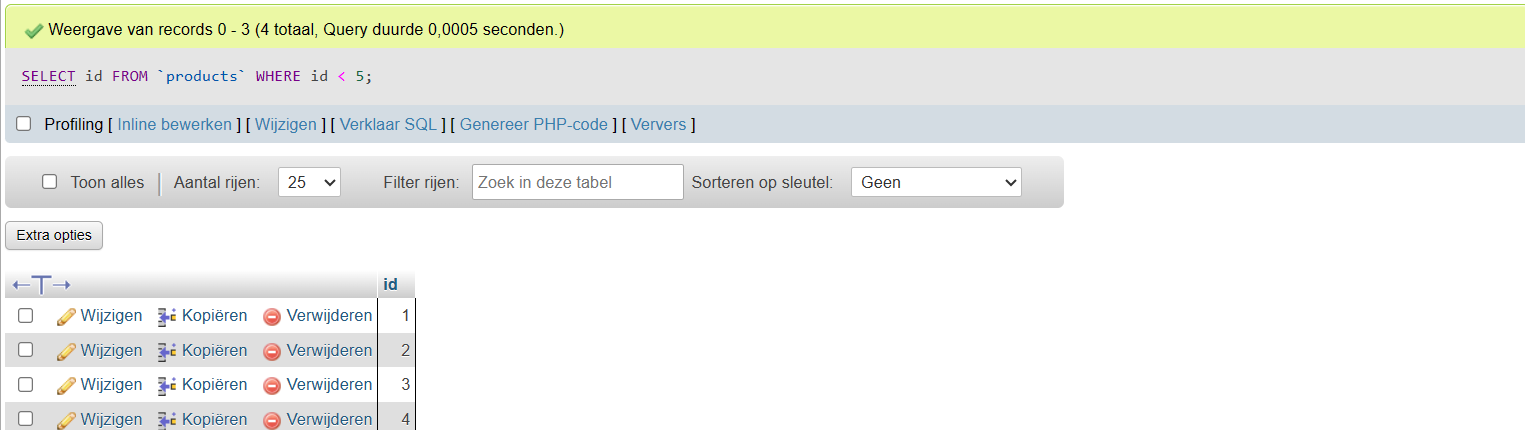 Weergave van records 0 - 3 (4 totaal, Query duurde 0,0005 seconden.)
SELECT id FROM `products` WHERE id < 5;
Profiling [ Inline bewerken ] [ Wijzigen ] [ Verklaar SQL ] [ Genereer PHP-code ] [ Ververs ]
Toon alles Aantal rijen: 25 Filter rijen: Zoek in deze tabel Sorteren op sleutel: Geen
Extra opties
id
Wijzigen Kopiëren Verwijderen 1
Wijzigen Kopiëren Verwijderen 2
Wijzigen Kopiëren Verwijderen 3
Wijzigen Kopiëren Verwijderen 4